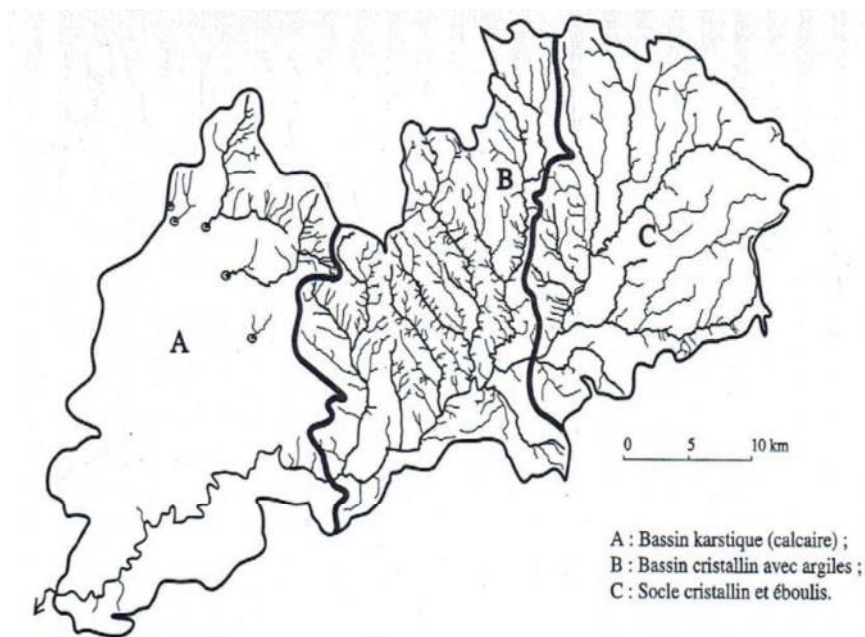 B
C
A
0 5 10 km
A : Bassin karstique (calcaire) ;
B : Bassin cristallin avec argiles ;
C : Socle cristallin et éboulis.